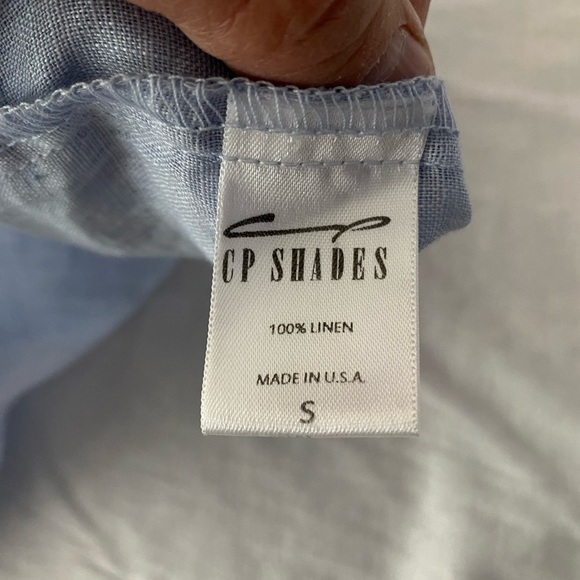 CP SHADES
100% LINEN
MADE IN U.S.A.
S